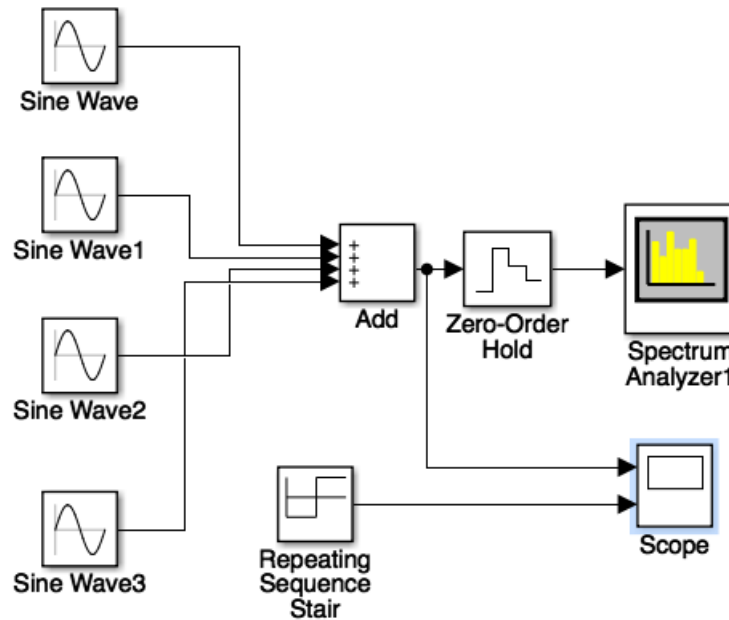 Sine Wave
Sine Wave1
+
+
+
+
Add
Zero-Order
Hold
Spectrum
Analyzer1
Sine Wave2
Sine Wave3
Repeating
Sequence
Stair
Scope